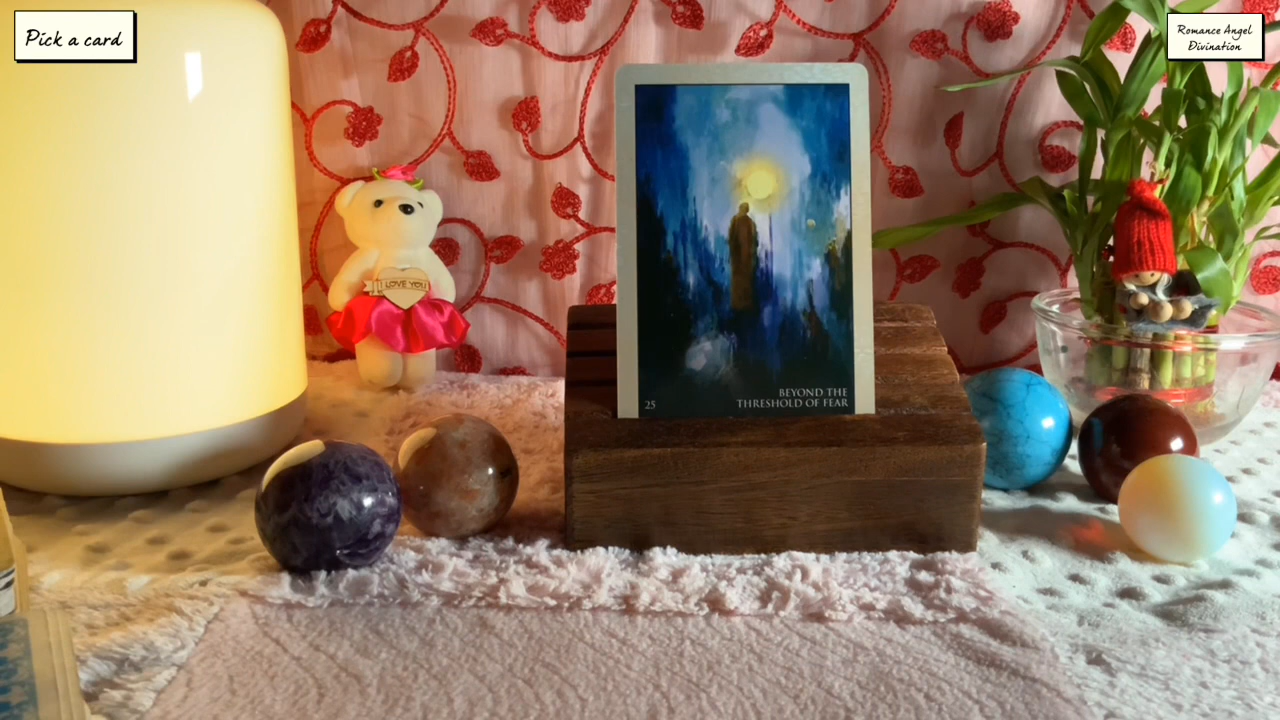 Pick a card
Romance Angel
Divination
I LOVE YOU
25
BEYOND THE
THRESHOLD OF FEAR